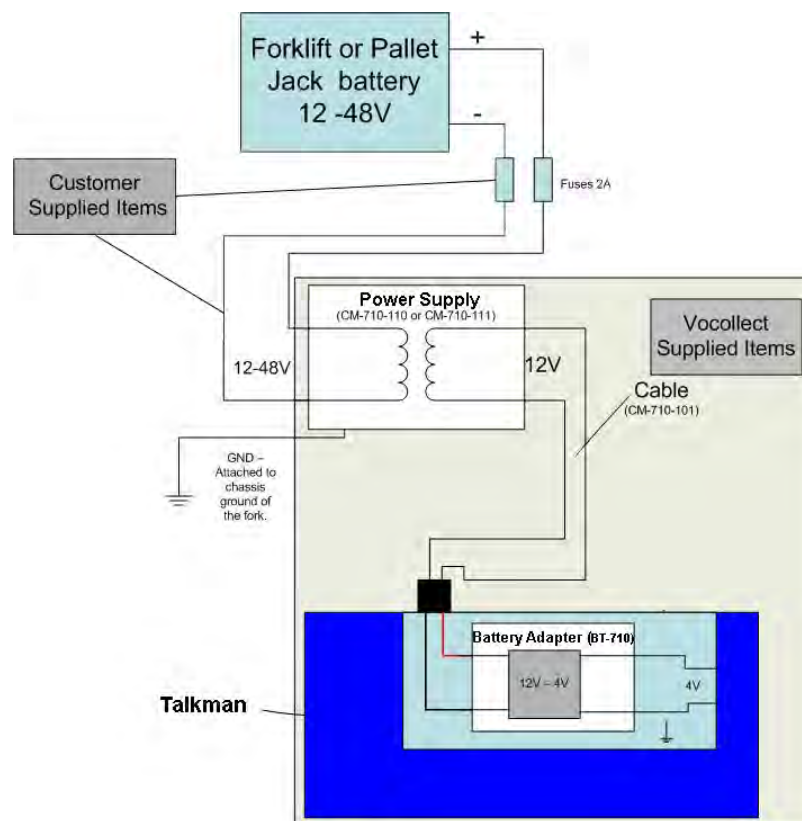 Forklift or Pallet
Jack battery
12 -48V
+
-
Customer
Supplied Items
Fuses 2A
Power Supply
(CM-710-110 or CM-710-111)
Vocollect
Supplied Items
12-48V
12V
Cable
(CM-710-101)
GND –
Attached to
chassis
ground of
the fork.
Battery Adapter (BT-710)
12V – 4V
4V
Talkman